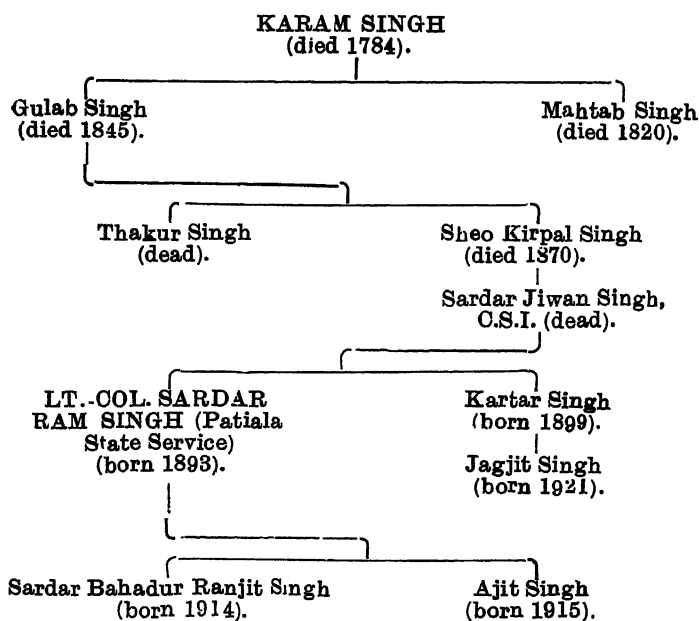 KARAM SINGH
(died 1784).
Gulab Singh
(died 1845).
Mahtab Singh
(died 1820).
Thakur Singh
(dead).
Sheo Kirpal Singh
(died 1870).
Sardar Jiwan Singh,
C.S.I. (dead).
LT.-COL. SARDAR
RAM SINGH (Patiala
State Service)
(born 1893).
Kartar Singh
(born 1899).
Jagjit Singh
(born 1921).
Sardar Bahadur Ranjit Singh
(born 1914).
Ajit Singh
(born 1915).